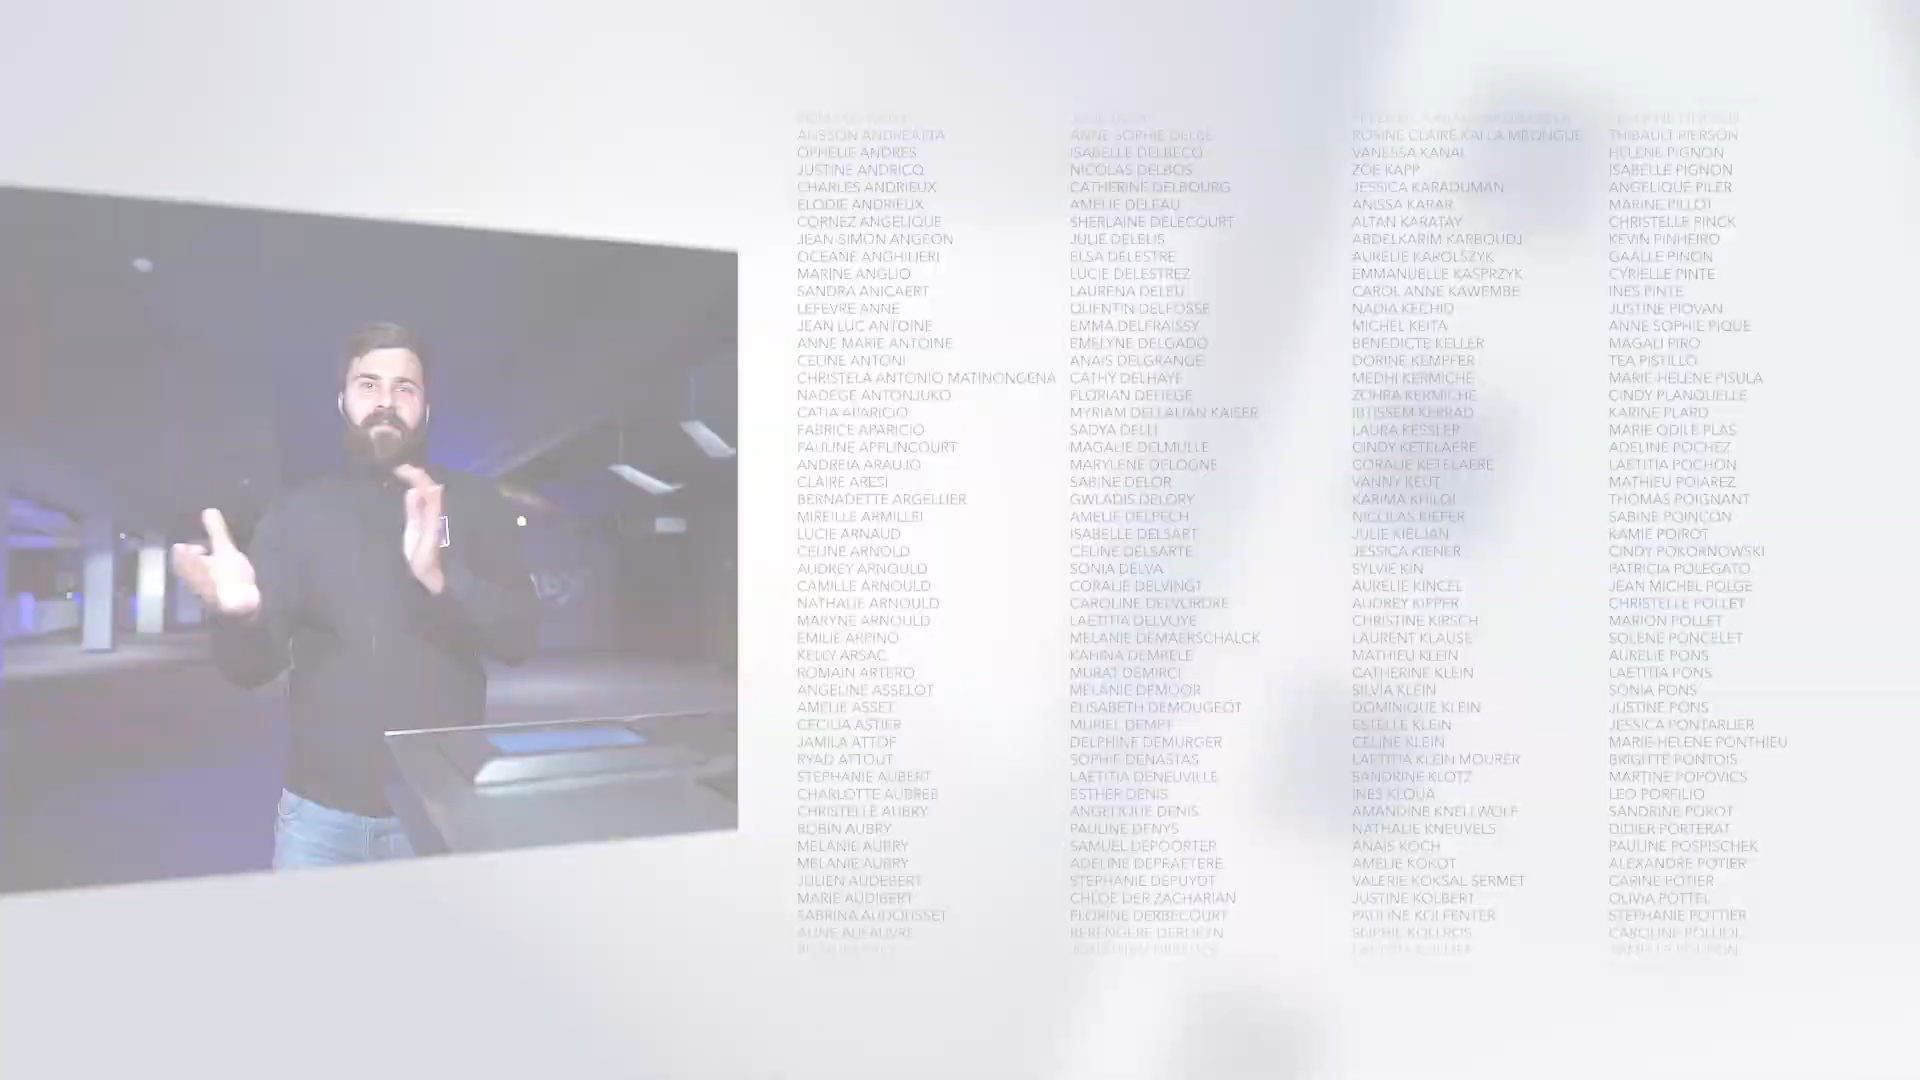 ALISSON ANDREATTA
OPHELIE ANDRES
JUSTINE ANDRICQ
CHARLES ANDRIEUX
ELODIE ANDRIEUX
CORNEZ ANGELIQUE
JEAN-SIMON ANGEON
OCEANE ANGHILIERI
MARINE ANGLIO
SANDRA ANICAERT
LEFEVRE ANNE
JEAN LUC ANTOINE
ANNE MARIE ANTOINE
CELINE ANTONI
CHRISTELA ANTONIO MATINONGENA
NADEGE ANTONJUKO
CATIA APARICIO
FABRICE APARICIO
PAULINE APPLINCOURT
ANDREIA ARAUJO
CLAIRE ARESI
BERNADETTE ARGELLIER
MIREILLE ARMILLEI
LUCIE ARNAUD
CELINE ARNOLD
AUDREY ARNOULD
CAMILLE ARNOULD
NATHALIE ARNOULD
MARYNE ARNOULD
EMILIE ARPINO
KELLY ARSAC
ROMAIN ARTERO
ANGELINE ASSELOT
AMELIE ASSET
CECILIA ASTIER
JAMILA ATTOF
RYAD ATTOUT
STEPHANIE AUBERT
CHARLOTTE AUBREE
CHRISTELLE AUBRY
ROBIN AUBRY
MELANIE AUBRY
MELANIE AUBRY
JULIEN AUDEBERT
MARIE AUDIBERT
SABRINA AUDOUSSET
ALINE AUFAUVRE
ANNE SOPHIE DELBE
ISABELLE DELBECQ
NICOLAS DELBOS
CATHERINE DELBOURG
AMELIE DELEAU
SHERLAINE DELECOURT
JULIE DELELIS
ELSA DELESTRE
LUCIE DELESTREZ
LAURENA DELEU
QUENTIN DELFOSSE
EMMA DELFRAISSY
EMELYNE DELGADO
ANAIS DELGRANGE
CATHY DELHAYE
FLORIAN DELIEGE
MYRIAM DELLALIAN KAISER
SADYA DELLI
MAGALIE DELMULLE
MARYLENE DELOGNE
SABINE DELOR
GWLADIS DELORY
AMELIE DELPECH
ISABELLE DELSART
CELINE DELSARTE
SONIA DELVA
CORALIE DELVINGT
CAROLINE DELVORDRE
LAETITIA DELVOYE
MELANIE DEMAERSCHALCK
KAHINA DEMBELE
MURAT DEMIRCI
MELANIE DEMOOR
ELISABETH DEMOUGEOT
MURIEL DEMPT
DELPHINE DEMURGER
SOPHIE DENASTAS
LAETITIA DENEUVILLE
ESTHER DENIS
ANGELIQUE DENIS
PAULINE DENYS
SAMUEL DEPOORTER
ADELINE DEPRAETERE
STEPHANIE DEPUYDT
CHLOE DER ZACHARIAN
FLORINE DERBECOURT
BERENGERE DERDEYN
ROSINE CLAIRE KALLA MBONGUE
VANESSA KANAL
ZOE KAPP
JESSICA KARADUMAN
ANISSA KARAR
ALTAN KARATAY
ABDELKARIM KARBOUDJ
AURELIE KAROLSZYK
EMMANUELLE KASPRZYK
CAROL ANNE KAWEMBE
NADIA KECHID
MICHEL KEITA
BENEDICTE KELLER
DORINE KEMPFER
MEDHI KERMICHE
ZOHRA KERMICHE
IBTISSEM KERRAD
LAURA KESSLER
CINDY KETELAERE
CORALIE KETELAERE
VANNY KEUT
KARIMA KHILOI
NICOLAS KIEFER
JULIE KIELIAN
JESSICA KIENER
SYLVIE KIN
AURELIE KINCEL
AUDREY KIPPER
CHRISTINE KIRSCH
LAURENT KLAUSE
MATHIEU KLEIN
CATHERINE KLEIN
SILVIA KLEIN
DOMINIQUE KLEIN
ESTELLE KLEIN
CELINE KLEIN
LAETITIA KLEIN MOURER
SANDRINE KLOTZ
INES KLOUA
AMANDINE KNELLWOLF
NATHALIE KNEUVELS
ANAIS KOCH
AMELIE KOKOT
VALERIE KOKSAL SERMET
JUSTINE KOLBERT
PAULINE KOLFENTER
SOPHIE KOLLROS
THIBAULT PIERSON
HELENE PIGNON
ISABELLE PIGNON
ANGELIQUE PILER
MARINE PILLOT
CHRISTELLE PINCK
KEVIN PINHEIRO
GAALLE PINON
CYRIELLE PINTE
INES PINTE
JUSTINE PIOVAN
ANNE SOPHIE PIQUE
MAGALI PIRO
TEA PISTILLO
MARIE-HELENE PISULA
CINDY PLANQUELLE
KARINE PLARD
MARIE ODILE PLAS
ADELINE POCHEZ
LAETITIA POCHON
MATHIEU POIAREZ
THOMAS POIGNANT
SABINE POINCON
KAMIE POIROT
CINDY POKORNOWSKI
PATRICIA POLEGATO
JEAN MICHEL POLGE
CHRISTELLE POLLET
MARION POLLET
SOLENE PONCELET
AURELIE PONS
LAETITIA PONS
SONIA PONS
JUSTINE PONS
JESSICA PONTARLIER
MARIE-HELENE PONTHIEU
BRIGITTE PONTOIS
MARTINE POPOVICS
LEO PORFILIO
SANDRINE POROT
DIDIER PORTERAT
PAULINE POSPISCHEK
ALEXANDRE POTIER
CARINE POTIER
OLIVIA POTTEL
STEPHANIE POTTIER
CAROLINE POUJOL